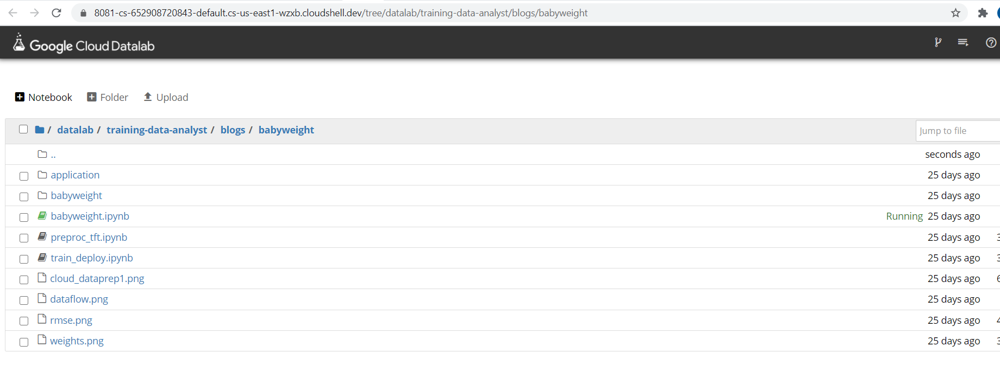 8081-cs-652908720843-default.cs-us-east1-wzxb.cloudshell.dev/tree/datalab/training-data-analyst/blogs/babyweight
Google Cloud Datalab
Notebook Folder Upload
/ datalab / training-data-analyst / blogs / babyweight Jump to file
.. seconds ago
application 25 days ago
babyweight 25 days ago
babyweight.ipynb Running 25 days ago
preproc_tft.ipynb 25 days ago
train_deploy.ipynb 25 days ago
cloud_dataprep1.png 25 days ago
dataflow.png 25 days ago
rmse.png 25 days ago
weights.png 25 days ago